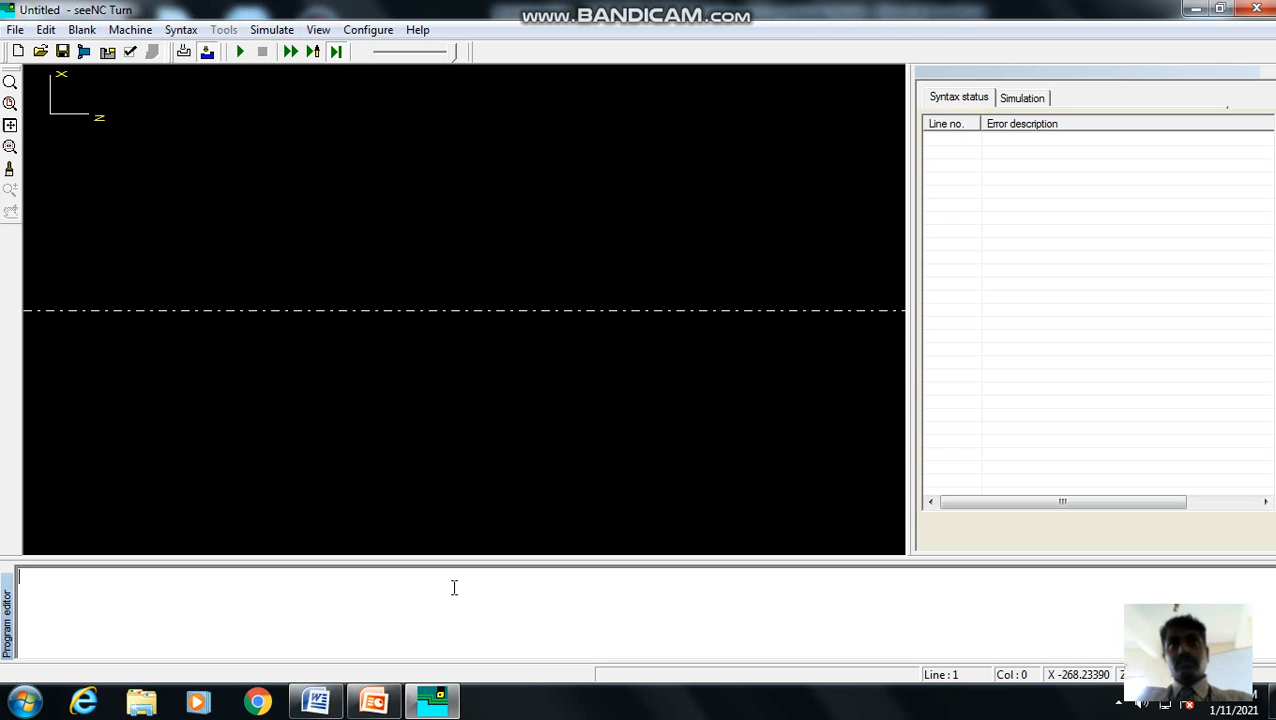 Untitled - seeNC Turn
www.BANDICAM.com
File Edit Blank Machine Syntax Tools Simulate View Configure Help
X
Z
Syntax status Simulation
Line no. Error description
Program editor
Line : 1 Col : 0 X -268.23390 Z
1/11/2021